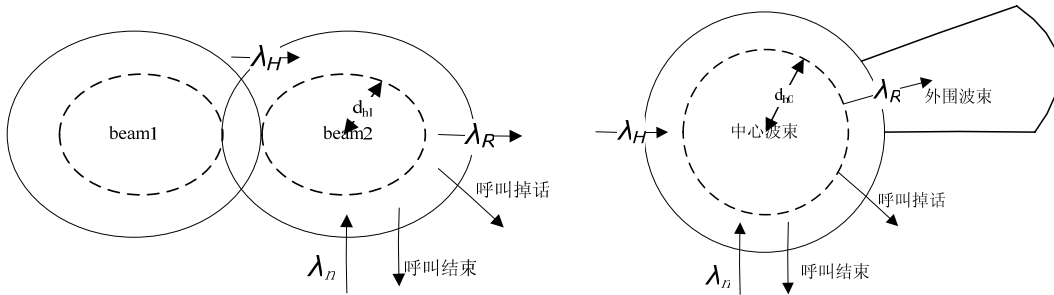 λH
dh1
beam1
beam2
λR
呼叫掉话
λn
呼叫结束
dh0
λR
外围波束
λH
中心波束
呼叫掉话
λn
呼叫结束